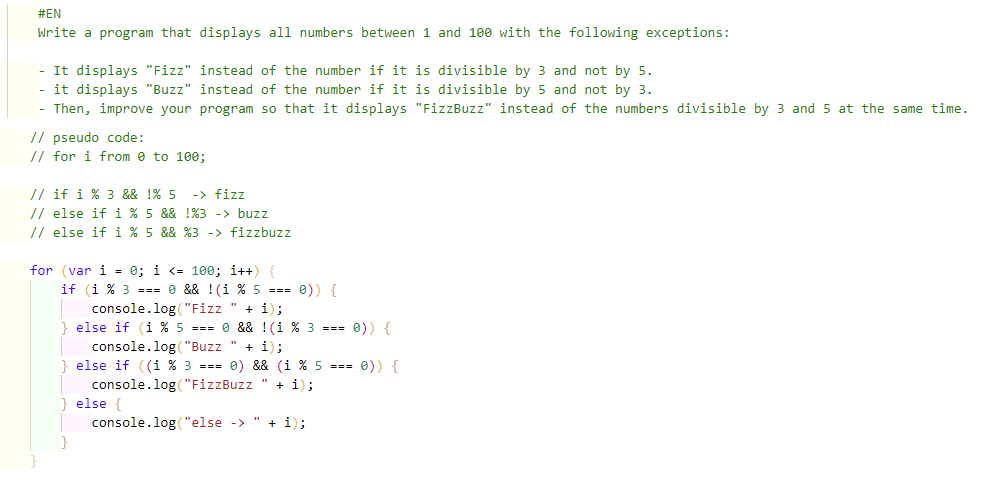 #EN
Write a program that displays all numbers between 1 and 100 with the following exceptions:
- It displays "Fizz" instead of the number if it is divisible by 3 and not by 5.
- it displays "Buzz" instead of the number if it is divisible by 5 and not by 3.
- Then, improve your program so that it displays "FizzBuzz" instead of the numbers divisible by 3 and 5 at the same time.
// pseudo code:
// for i from 0 to 100;
// if i % 3 && !% 5  -> fizz
// else if i % 5 && !%3 -> buzz
// else if i % 5 && %3 -> fizzbuzz
for (var i = 0; i <= 100; i++) {
    if (i % 3 === 0 && !(i % 5 === 0)) {
        console.log("Fizz " + i);
    } else if (i % 5 === 0 && !(i % 3 === 0)) {
        console.log("Buzz " + i);
    } else if ((i % 3 === 0) && (i % 5 === 0)) {
        console.log("FizzBuzz " + i);
    } else {
        console.log("else -> " + i);
    }
}